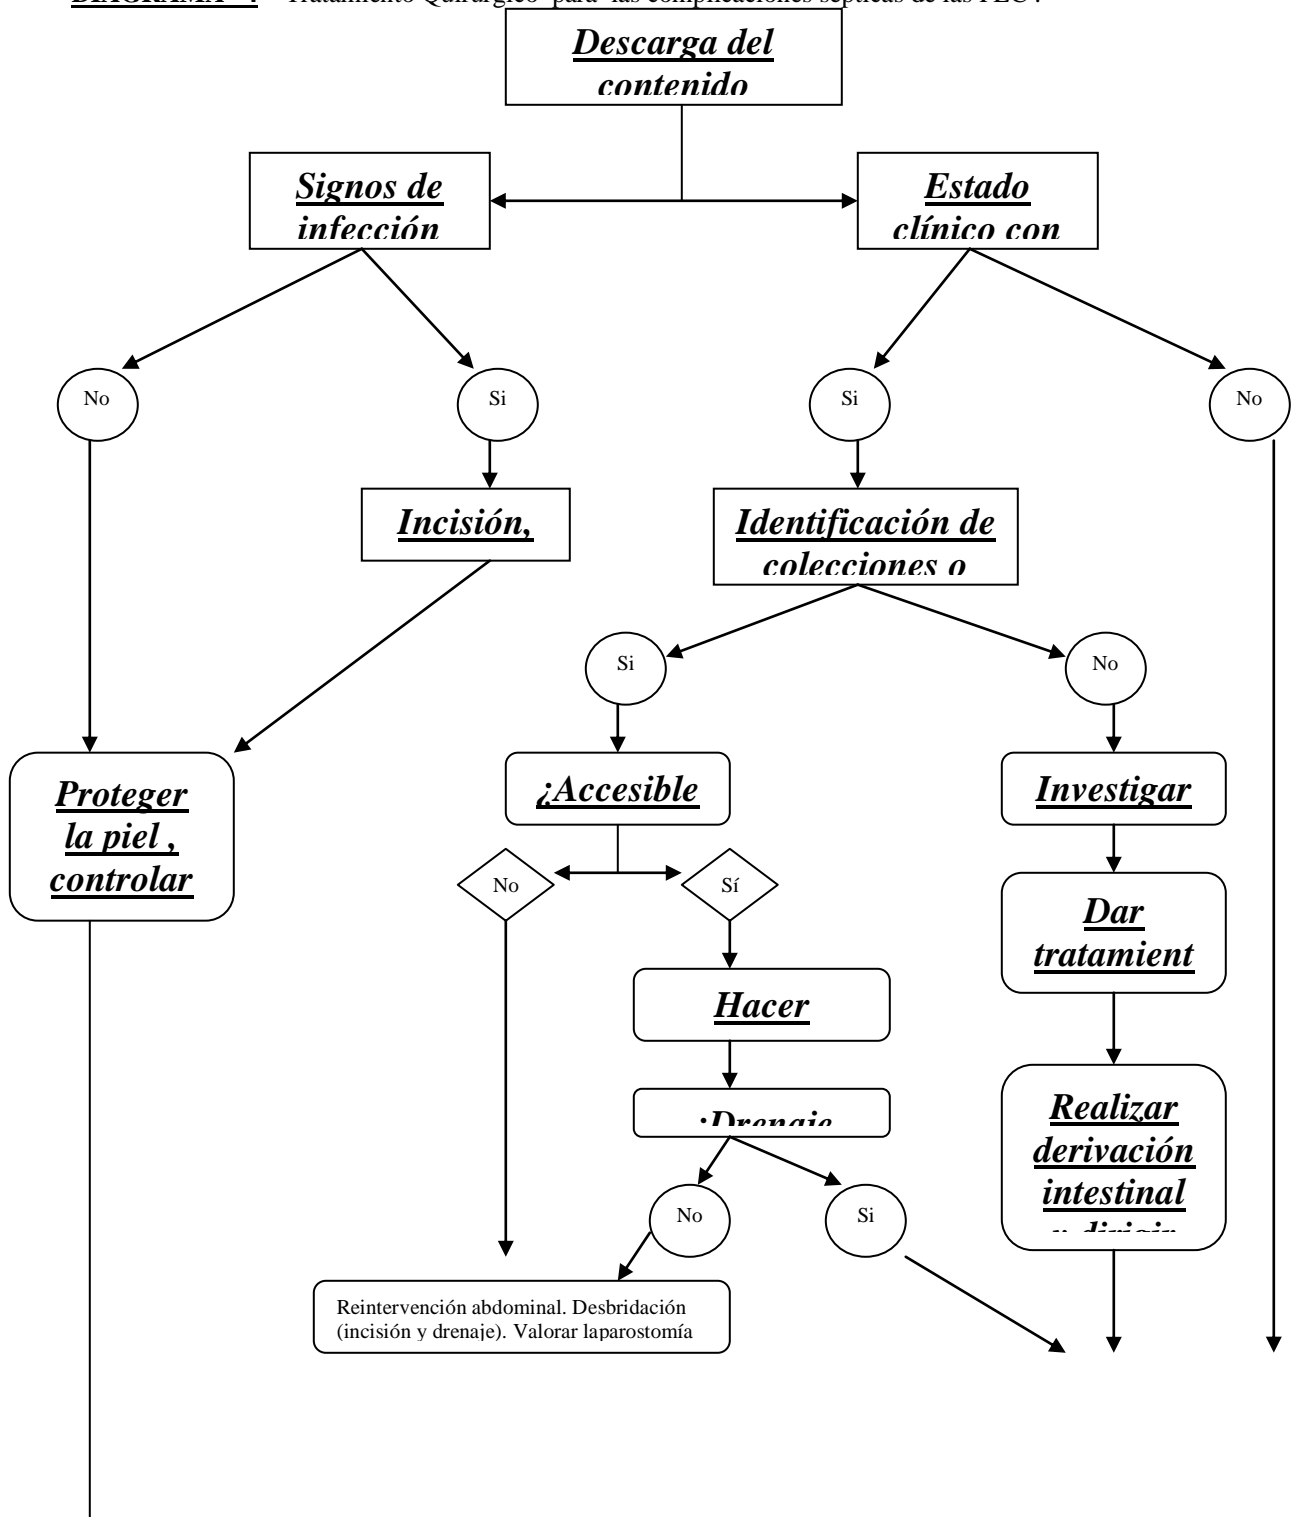 DIAGRAMA 4. Tratamiento Quirúrgico para las complicaciones sépticas de las FEC .
Descarga del
contenido
Signos de
infección
Estado
clínico con
No
Si
Si
No
Incisión,
Identificación de
colecciones o
Si
No
Proteger
la piel ,
controlar
¿Accesible
Investigar
No
Sí
Dar
tratamient
Hacer
¿Drenaje
Realizar
derivación
intestinal
y dirigir
No
Si
Reintervención abdominal. Desbridación
(incisión y drenaje). Valorar laparostomía